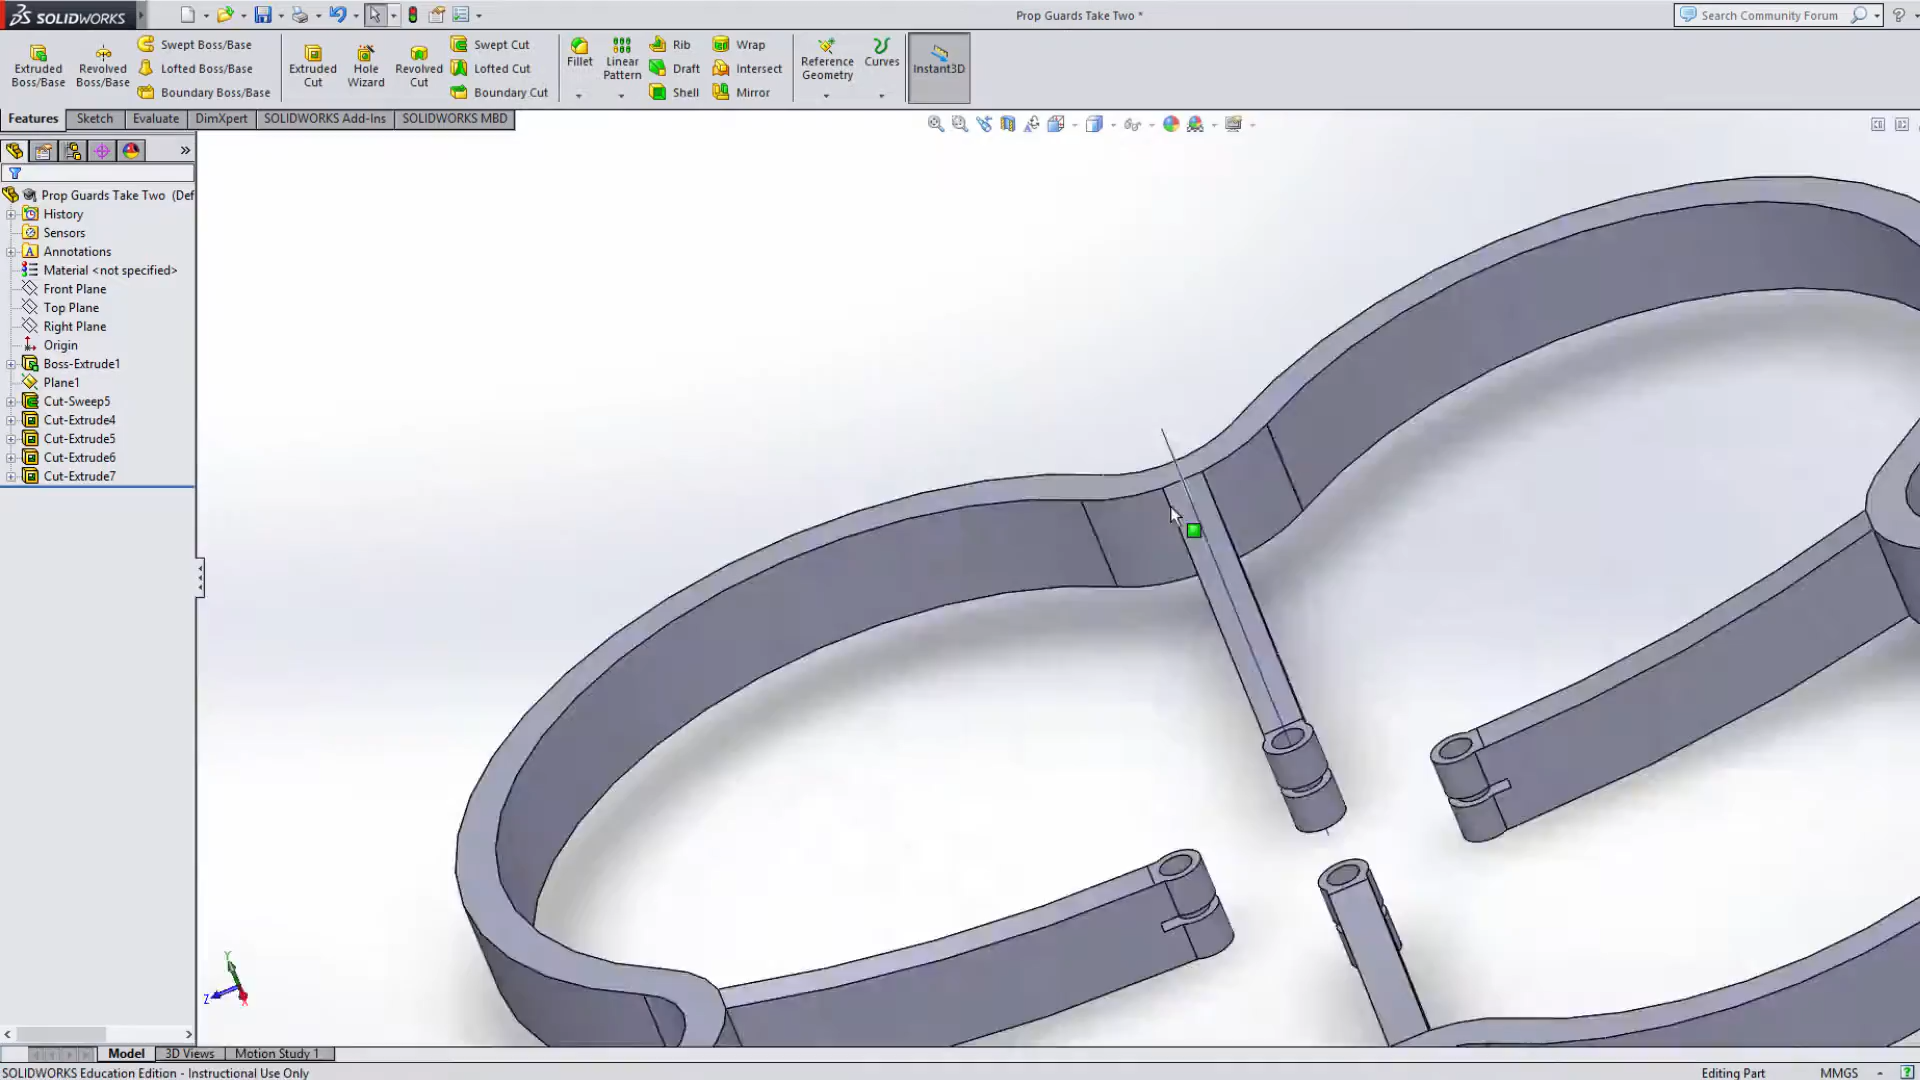 SOLIDWORKS
Prop Guards Take Two *
Search Community Forum
?
Extruded Boss/Base
Revolved Boss/Base
Swept Boss/Base
Lofted Boss/Base
Boundary Boss/Base
Extruded Cut
Hole Wizard
Revolved Cut
Swept Cut
Lofted Cut
Boundary Cut
Fillet
Linear Pattern
Rib
Draft
Shell
Wrap
Intersect
Mirror
Reference Geometry
Curves
Instant3D
Features
Sketch
Evaluate
DimXpert
SOLIDWORKS Add-Ins
SOLIDWORKS MBD
Prop Guards Take Two (Def
History
Sensors
Annotations
Material <not specified>
Front Plane
Top Plane
Right Plane
Origin
Boss-Extrude1
Plane1
Cut-Sweep5
Cut-Extrude4
Cut-Extrude5
Cut-Extrude6
Cut-Extrude7
Y
Z
X
Model
3D Views
Motion Study 1
SOLIDWORKS Education Edition - Instructional Use Only
Editing Part
MMGS
?